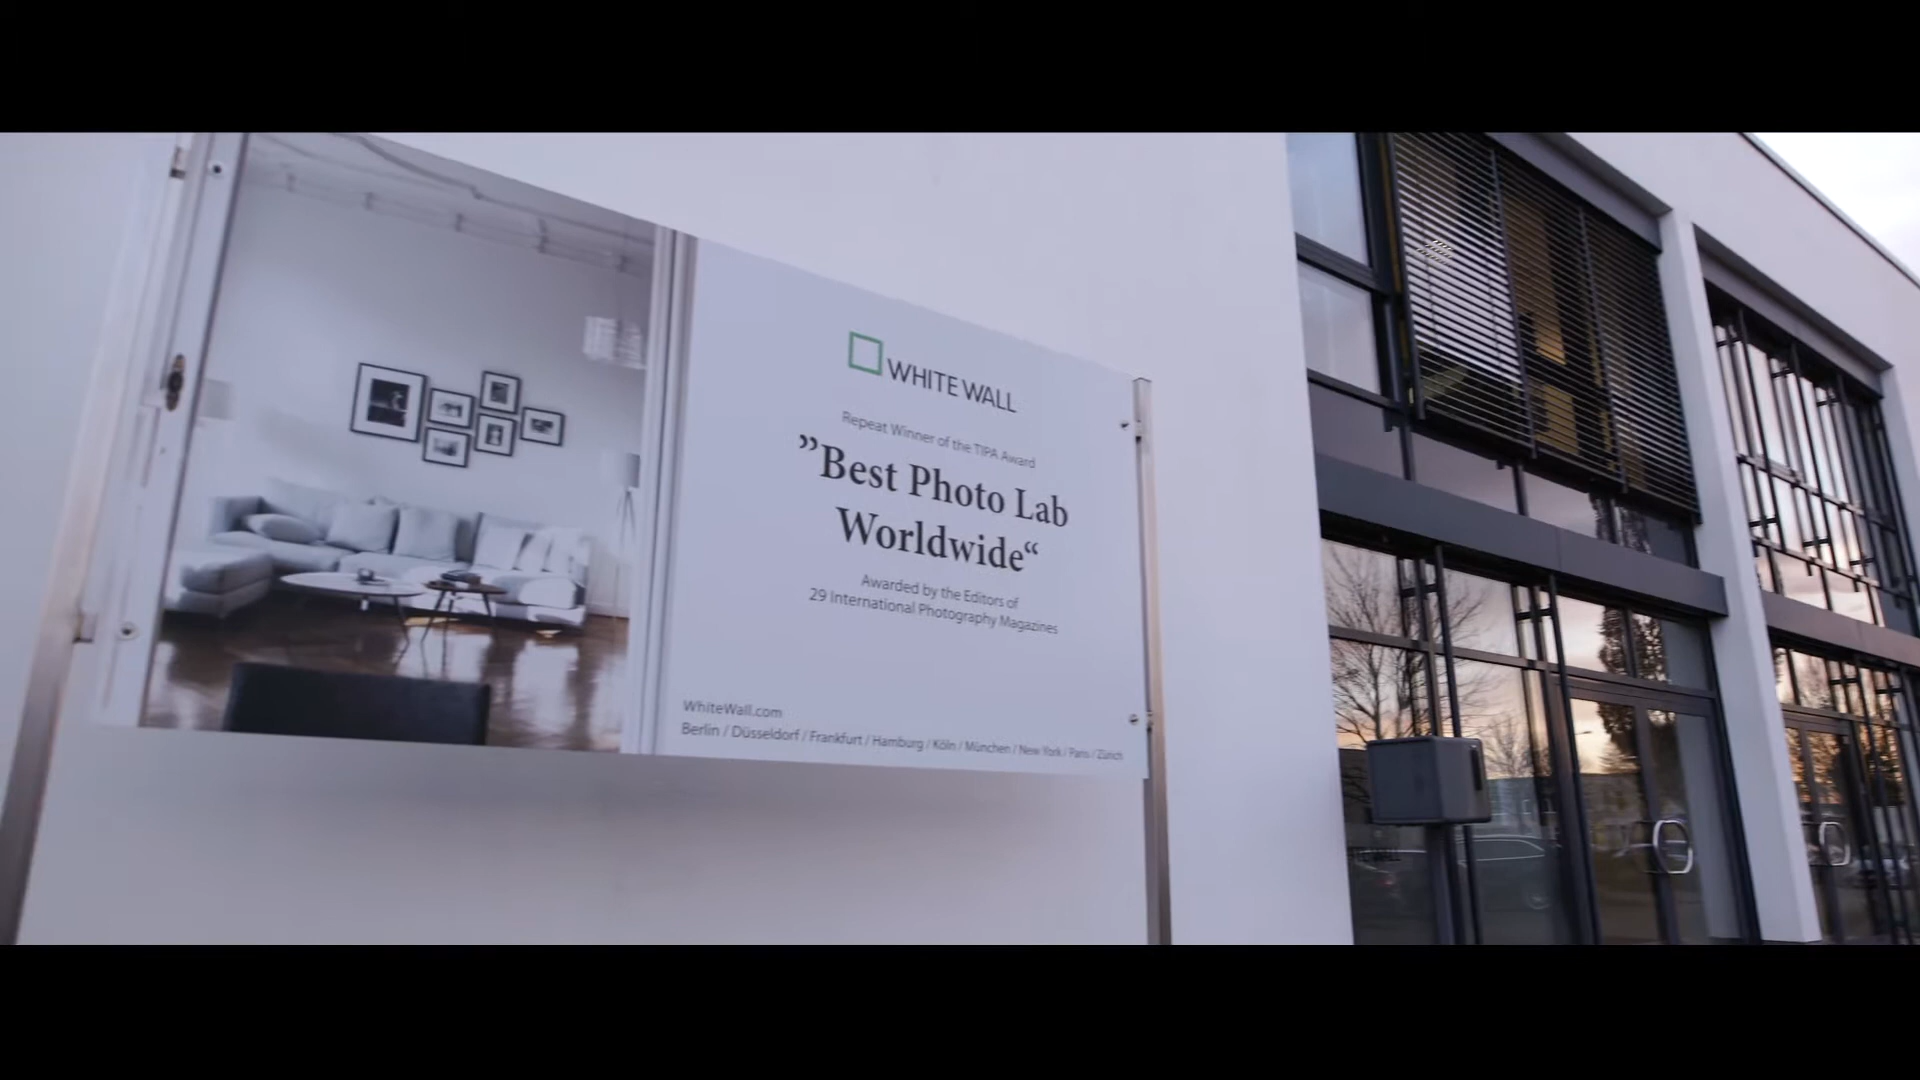 WHITE WALL
Repeat Winner of the TIPA Award
”Best Photo Lab
Worldwide“
Awarded by the Editors of
29 International Photography Magazines
WhiteWall.com
Berlin / Düsseldorf / Frankfurt / Hamburg / Köln / München / New York / Paris / Zürich